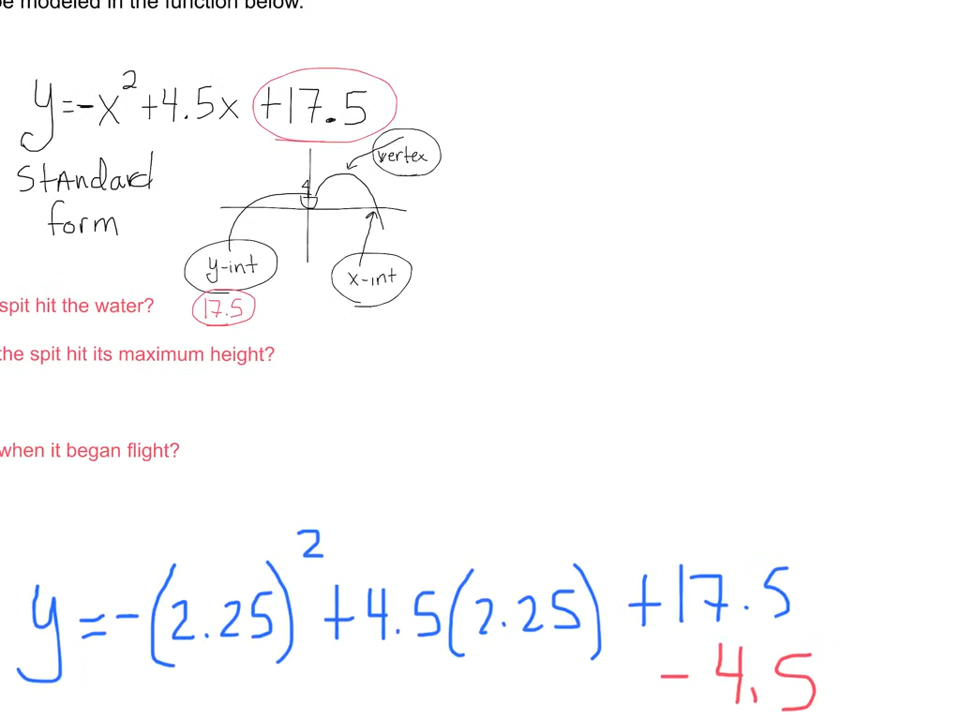 be modeled in the function below.
y=-x²+4.5x +17.5
vertex
Standard
form
y-int
x-int
spit hit the water?
17.5
the spit hit its maximum height?
when it began flight?
y=-(2.25)²+4.5(2.25)+17.5
-4.5